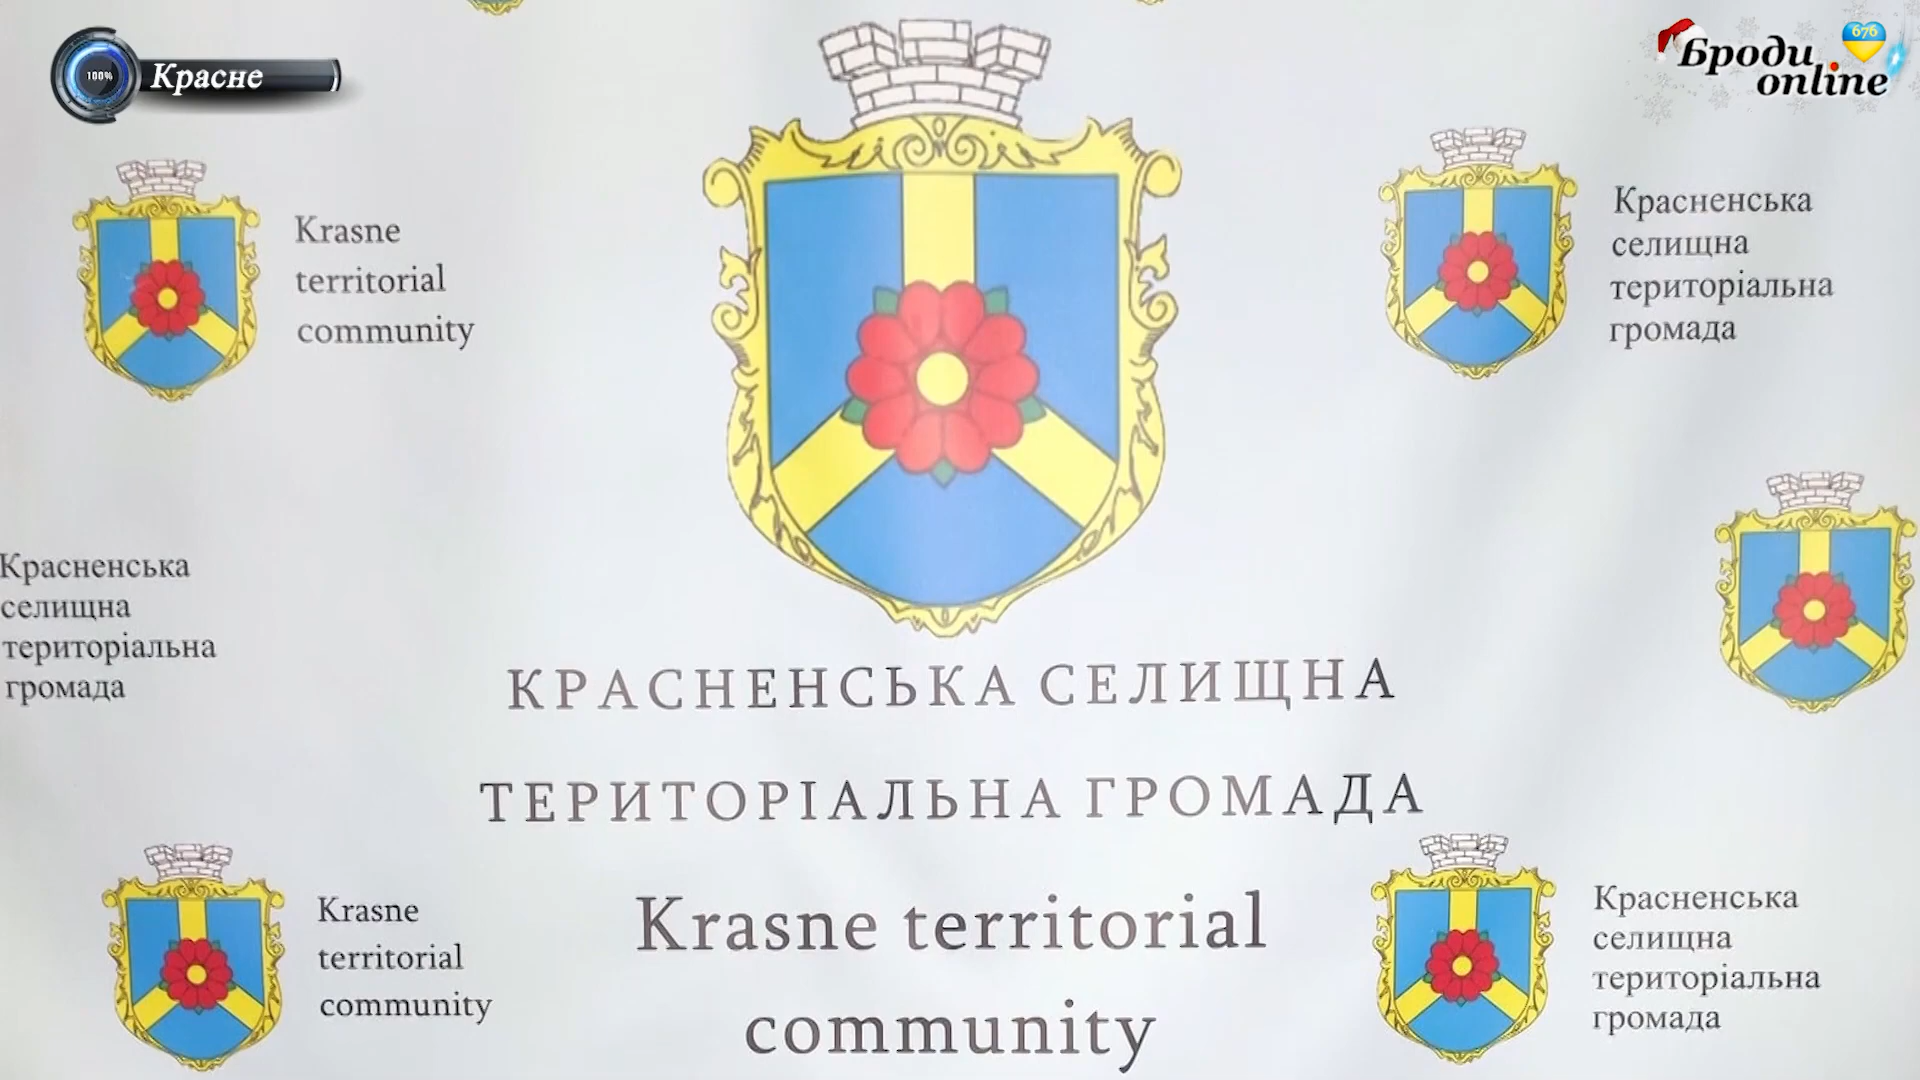 100%
Красне
Броди
676
online
Krasne
territorial
community
Красненська
селищна
територіальна
громада
Красненська
селищна
територіальна
громада
КРАСНЕНСЬКА СЕЛИЩНА
ТЕРИТОРІАЛЬНА ГРОМАДА
Krasne territorial
community
Krasne
territorial
community
Красненська
селищна
територіальна
громада